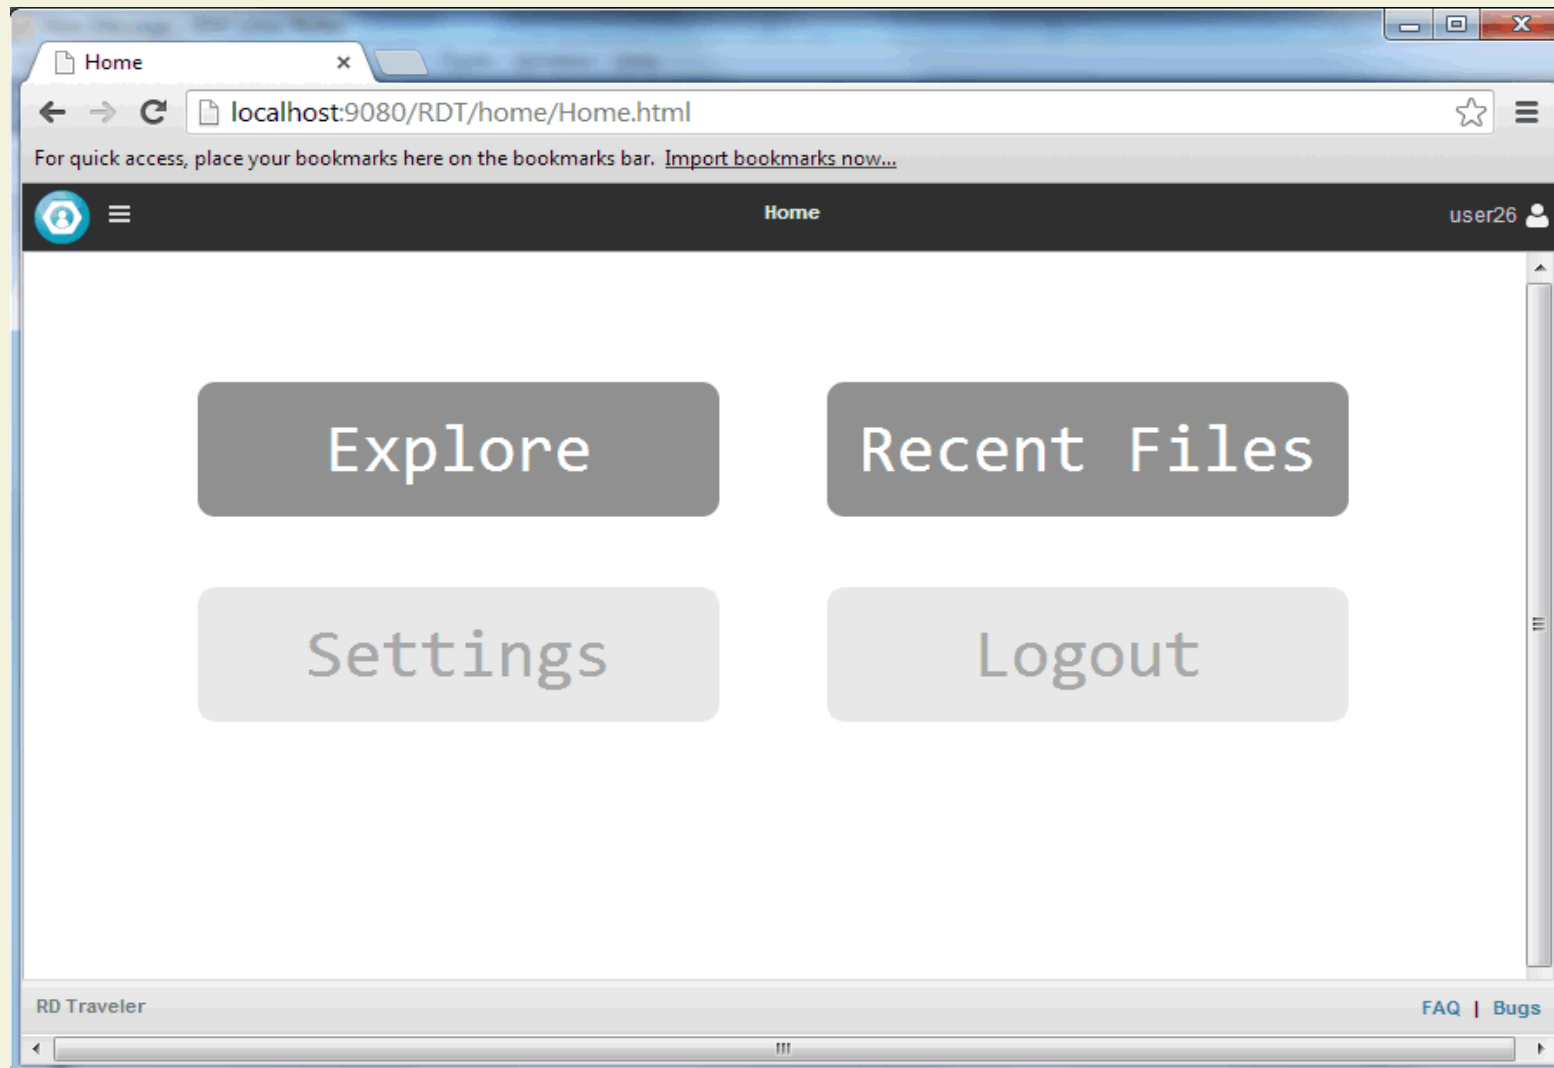 Home
localhost:9080/RDT/home/Home.html
For quick access, place your bookmarks here on the bookmarks bar. Import bookmarks now...
Home
user26
Explore
Recent Files
Settings
Logout
RD Traveler
FAQ | Bugs